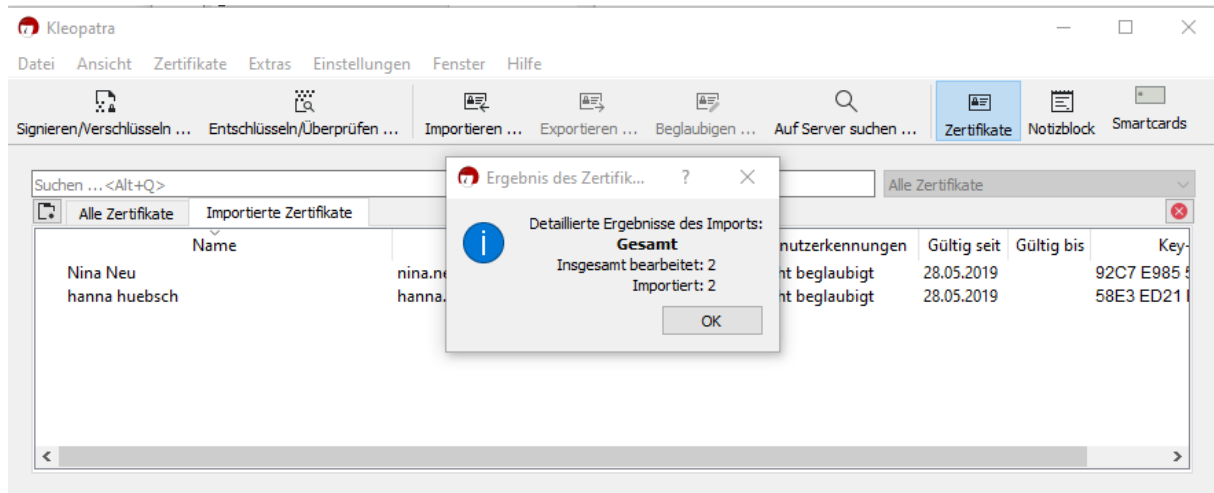 Kleopatra
Datei Ansicht Zertifikate Extras Einstellungen Fenster Hilfe
Signieren/Verschlüsseln ... Entschlüsseln/Überprüfen ... Importieren ... Exportieren ... Beglaubigen ... Auf Server suchen ... Zertifikate Notizblock Smartcards
Suchen ...<Alt+Q> Alle Zertifikate
Alle Zertifikate Importierte Zertifikate
Name nutzerkennungen Gültig seit Gültig bis Key-
Nina Neu nina.ne ht beglaubigt 28.05.2019 92C7 E985 5
hanna huebsch hanna. ht beglaubigt 28.05.2019 58E3 ED21
Ergebnis des Zertifik... ?
Detaillierte Ergebnisse des Imports:
Gesamt
Insgesamt bearbeitet: 2
Importiert: 2
OK